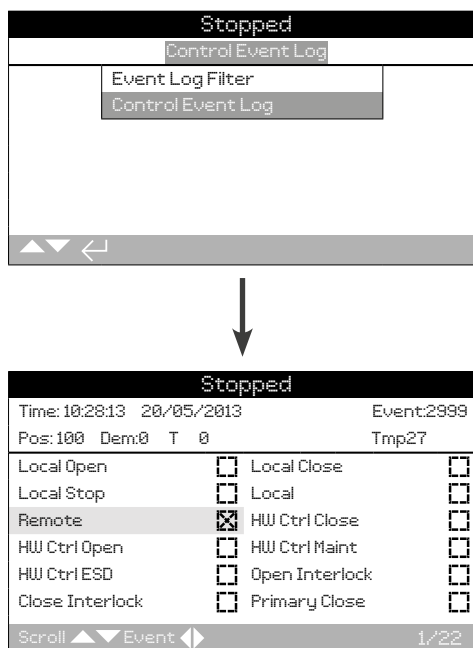 Stopped
Control Event Log
Event Log Filter
Control Event Log
Stopped
Time: 10:28:13 20/05/2013 Event:2999
Pos: 100 Dem:0 T 0 Tmp27
Local Open Local Close
Local Stop Local
Remote HW Ctrl Close
HW Ctrl Open HW Ctrl Maint
HW Ctrl ESD Open Interlock
Close Interlock Primary Close
Scroll Event 1/22